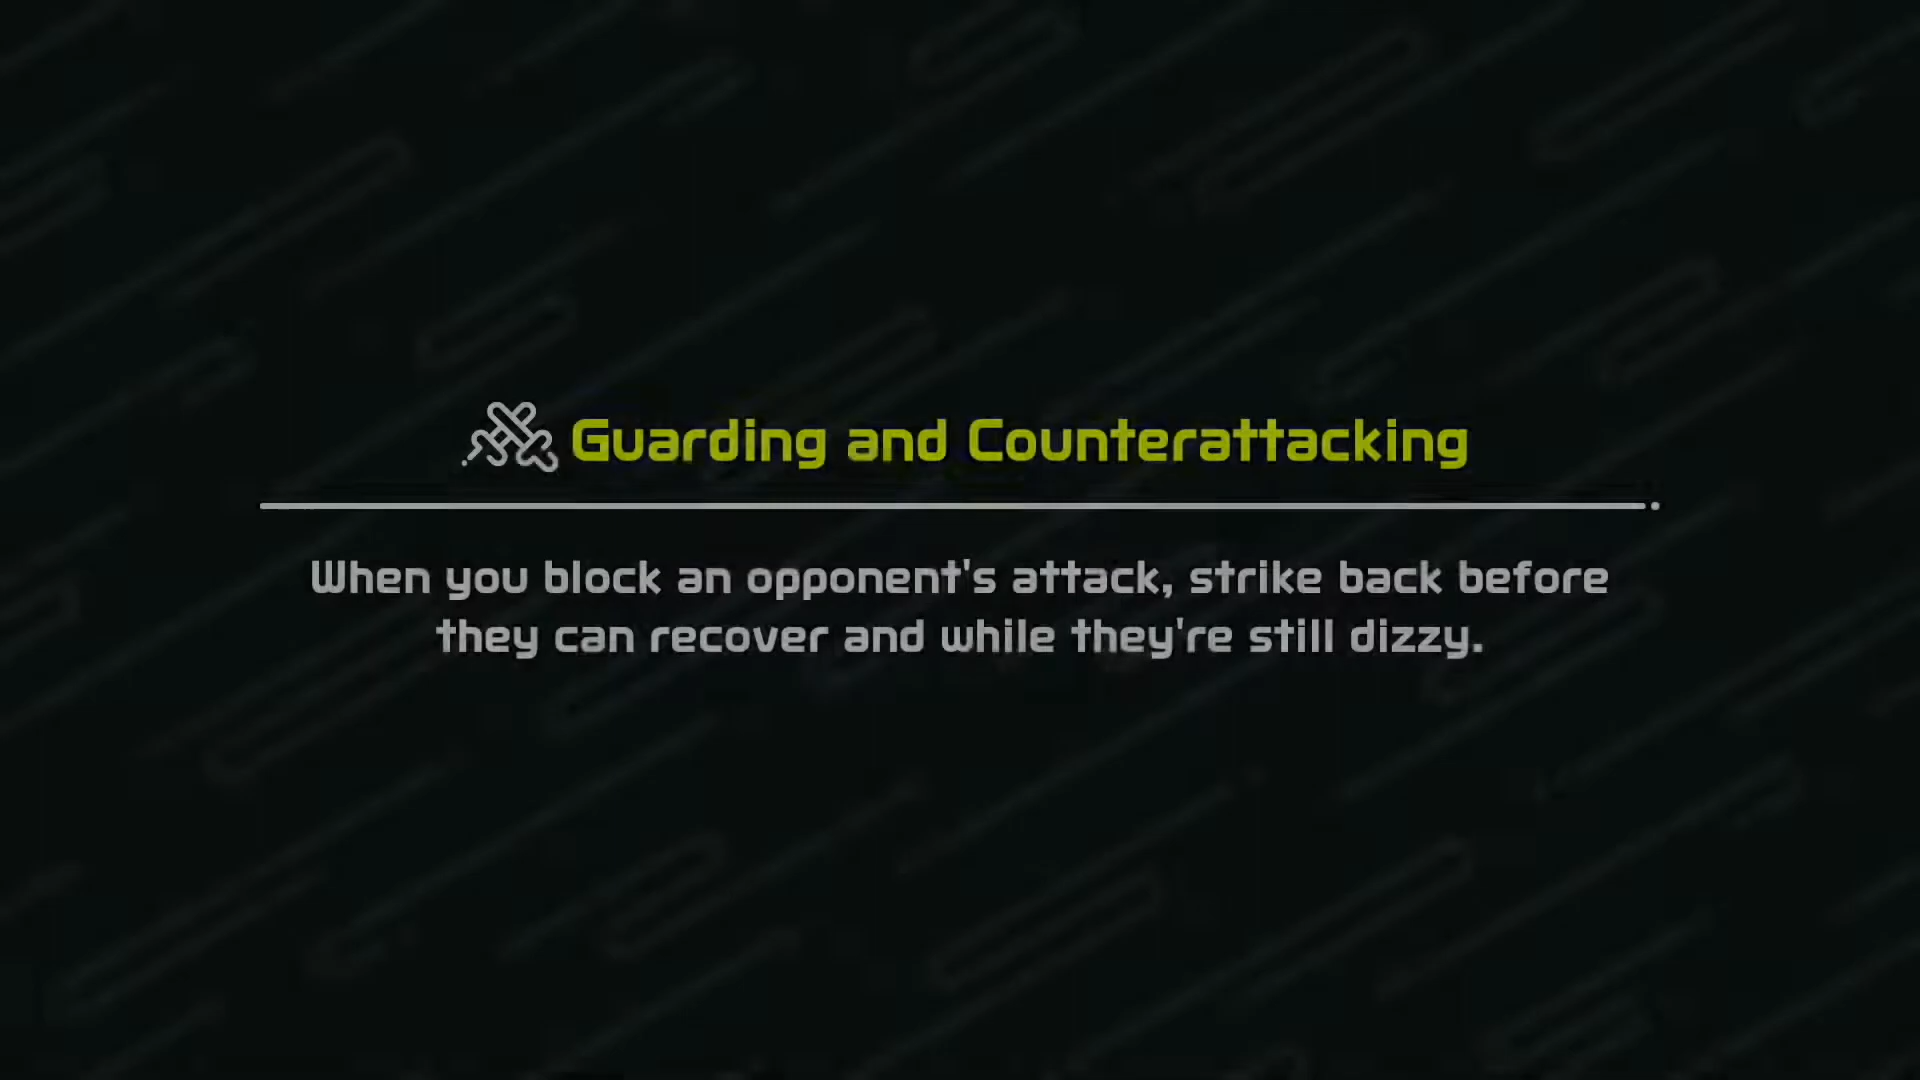 Guarding and Counterattacking
When you block an opponent's attack, strike back before
they can recover and while they're still dizzy.